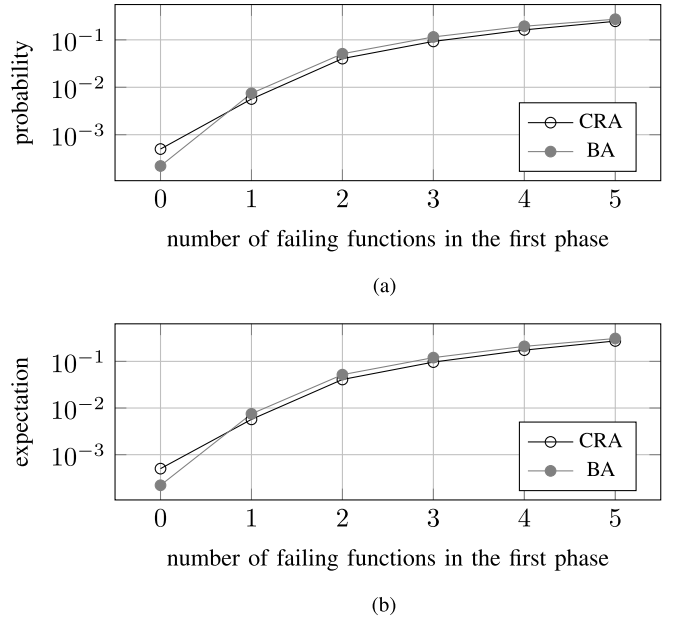 probability
10⁻¹
10⁻²
10⁻³
CRA
BA
0 1 2 3 4 5
number of failing functions in the first phase
(a)
expectation
10⁻¹
10⁻²
10⁻³
CRA
BA
0 1 2 3 4 5
number of failing functions in the first phase
(b)